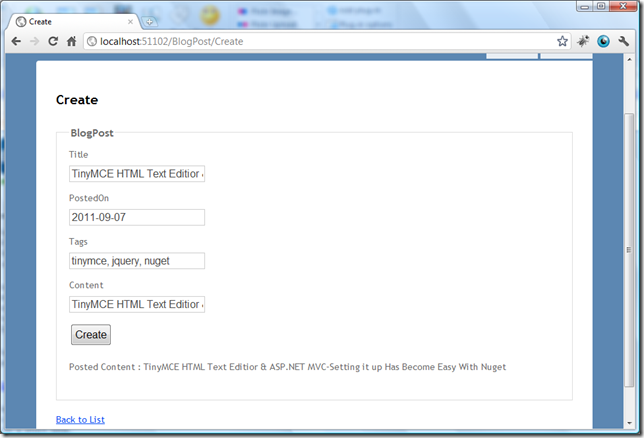 Create
localhost:51102/BlogPost/Create
Create
BlogPost
Title
TinyMCE HTML Text Editior &
PostedOn
2011-09-07
Tags
tinymce, jquery, nuget
Content
TinyMCE HTML Text Editior &
Create
Posted Content : TinyMCE HTML Text Editior & ASP.NET MVC-Setting it up Has Become Easy With Nuget
Back to List